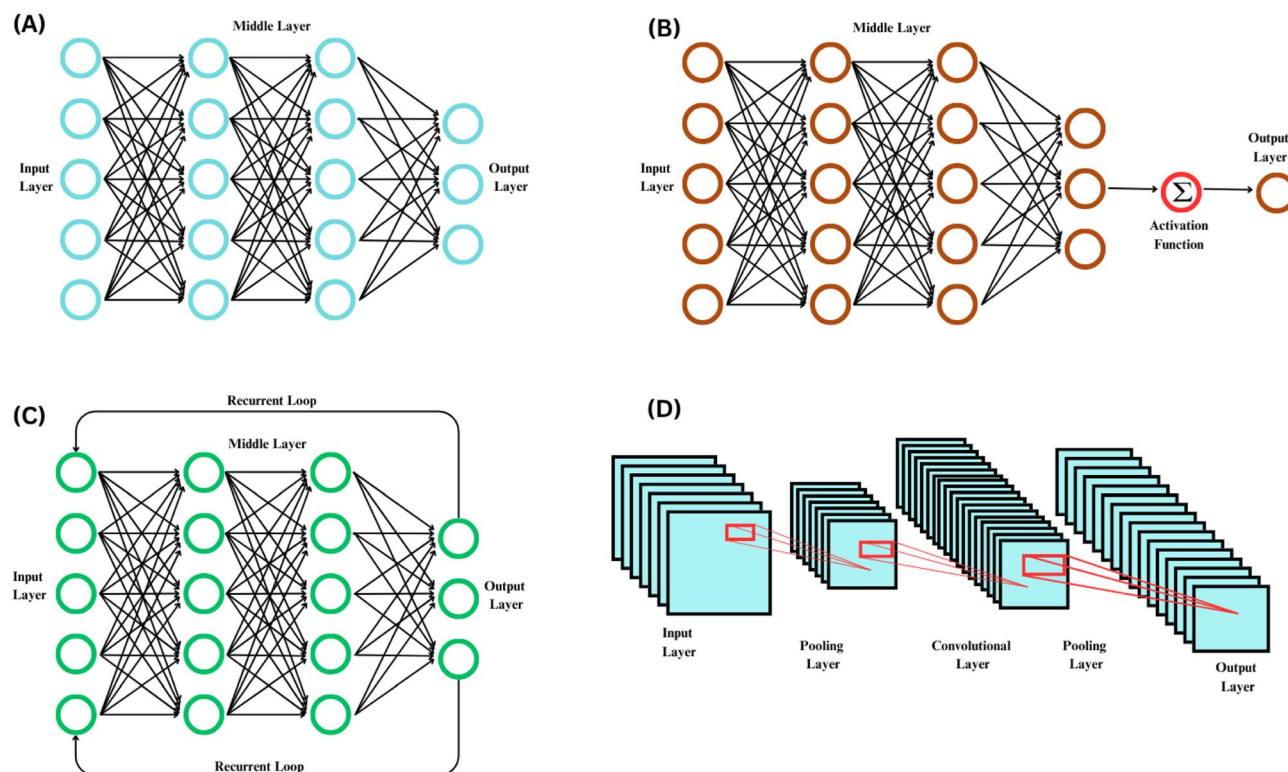 (A)
Middle Layer
Input
Layer
Output
Layer
(B)
Middle Layer
Input
Layer
Output
Layer
Σ
Activation
Function
(C)
Recurrent Loop
Middle Layer
Input
Layer
Output
Layer
Recurrent Loop
(D)
Input
Layer
Pooling
Layer
Convolutional
Layer
Pooling
Layer
Output
Layer